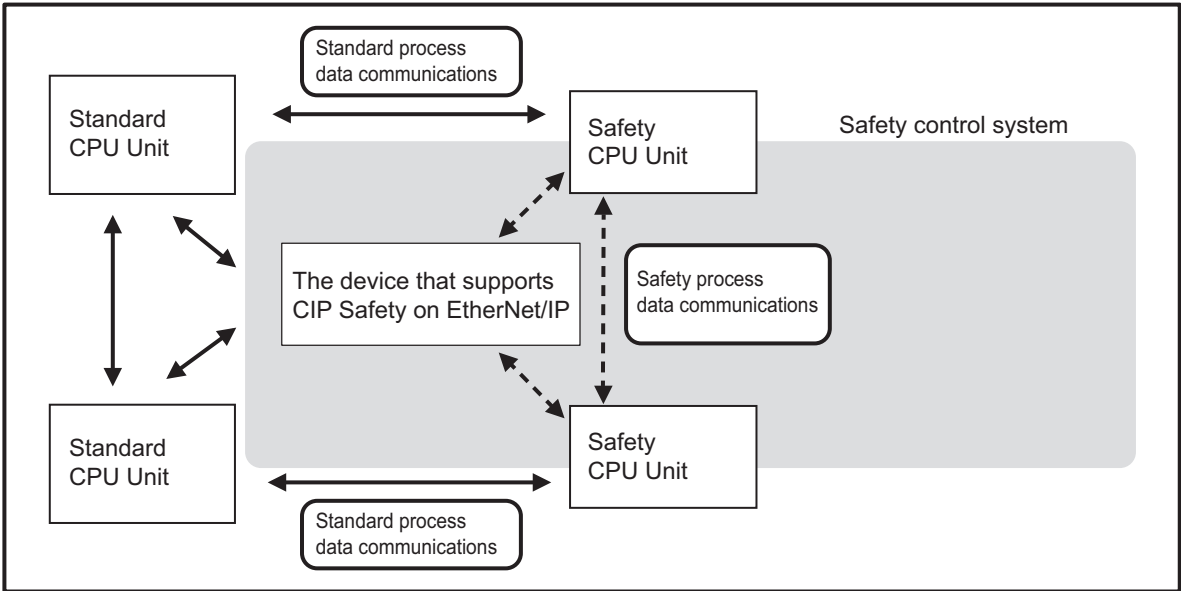 Standard process
data communications
Standard
CPU Unit
Safety
CPU Unit
Safety control system
The device that supports
CIP Safety on EtherNet/IP
Safety process
data communications
Standard
CPU Unit
Safety
CPU Unit
Standard process
data communications